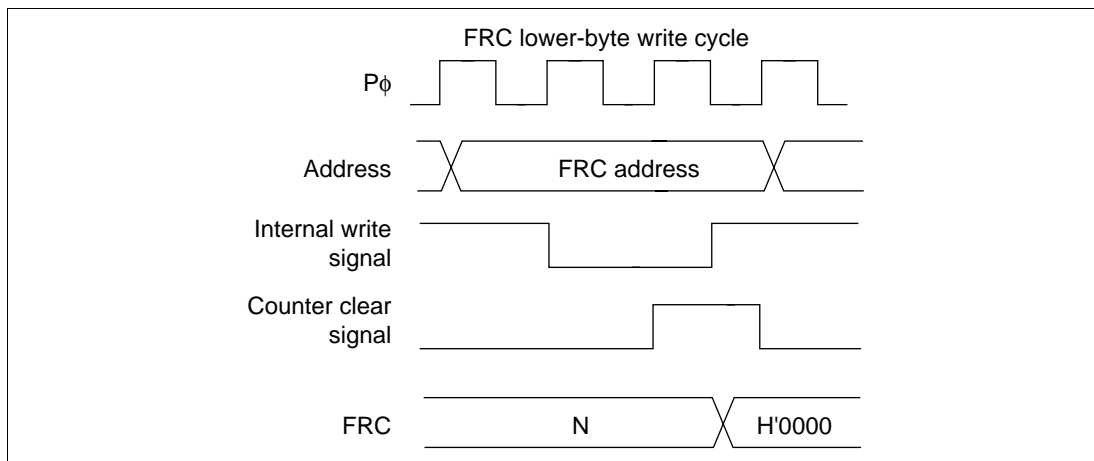 FRC lower-byte write cycle
Pϕ
Address
FRC address
Internal write
signal
Counter clear
signal
FRC
N
H'0000